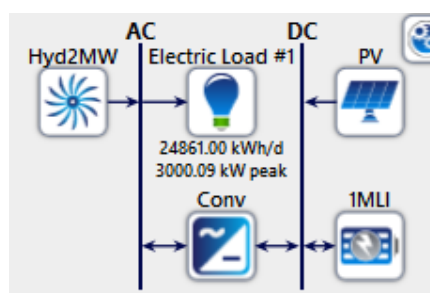 AC DC
Hyd2MW Electric Load #1 PV
24861.00 kWh/d
3000.09 kW peak
Conv 1MLI